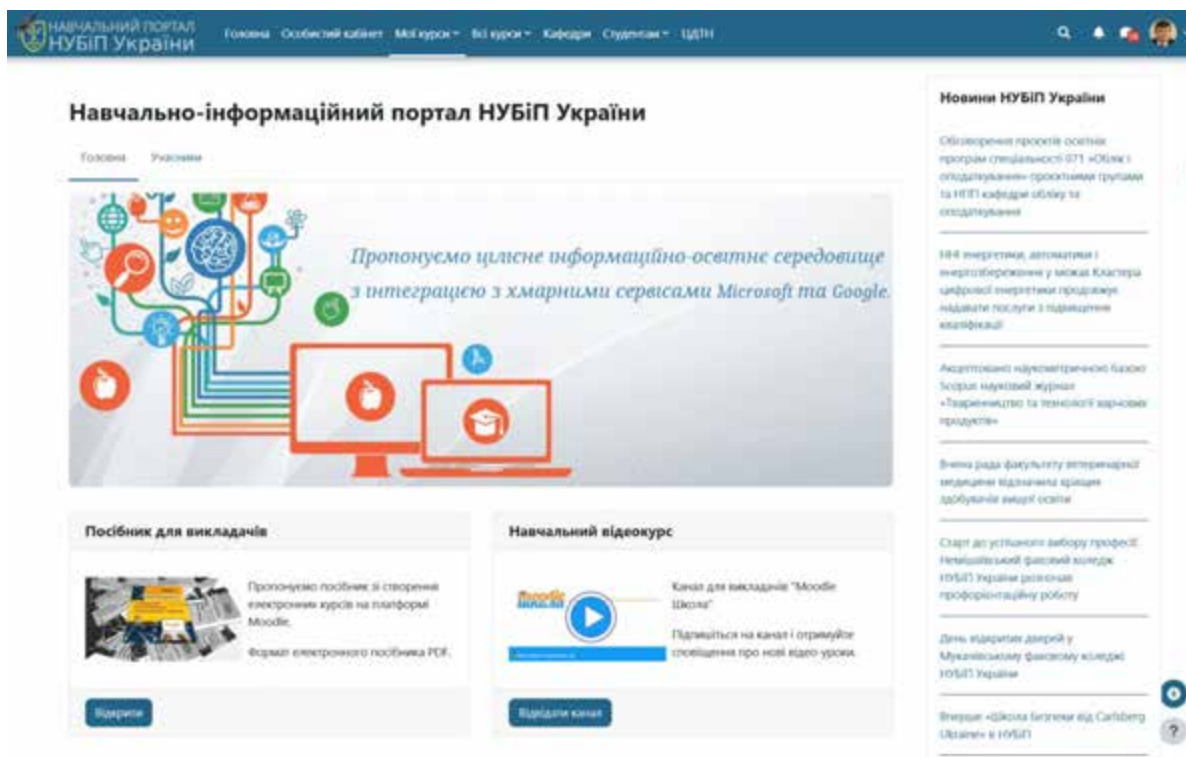 НАВЧАЛЬНИЙ ПОРТАЛ
НУБіП України
Головна Особистий кабінет Мої курси Всі курси Кафедри Студентам ЦДТН
Навчально-інформаційний портал НУБіП України
Головна Учасники
Пропонуємо цілісне інформаційно-освітнє середовище
з інтеграцією з хмарними сервісами Microsoft та Google.
Посібник для викладачів
Пропонуємо посібник зі створення
електронних курсів на платформі
Moodle.
Формат електронного посібника PDF.
Відкрити
Навчальний відеокурс
Moodle
Канал для викладачів "Moodle
Школа"
Підпишіться на канал і отримуйте
сповіщення про нові відео уроки.
Відвідати канал
Новини НУБіП України
Обговорення проєктів освітніх
програм спеціальності 071 «Облік і
оподаткування» проєктними групами
та НПП кафедри обліку та
оподаткування
ННІ енергетики, автоматики і
енергозбереження у межах Кластера
цифрової енергетики продовжує
надавати послуги з підвищення
кваліфікації
Акцептовано наукометричною базою
Scopus науковий журнал
«Тваринництво та технології харчових
продуктів»
Вчена рада факультету ветеринарної
медицини відзначила кращих
здобувачів вищої освіти
Старт до успішного вибору професії:
Немішаївський фаховий коледж
НУБіП України розпочав
профорієнтаційну роботу
День відкритих дверей у
Мукачівському фаховому коледжі
НУБіП України
Вперше «Школа безпеки від Carlsberg
Ukraine» в НУБіП
?